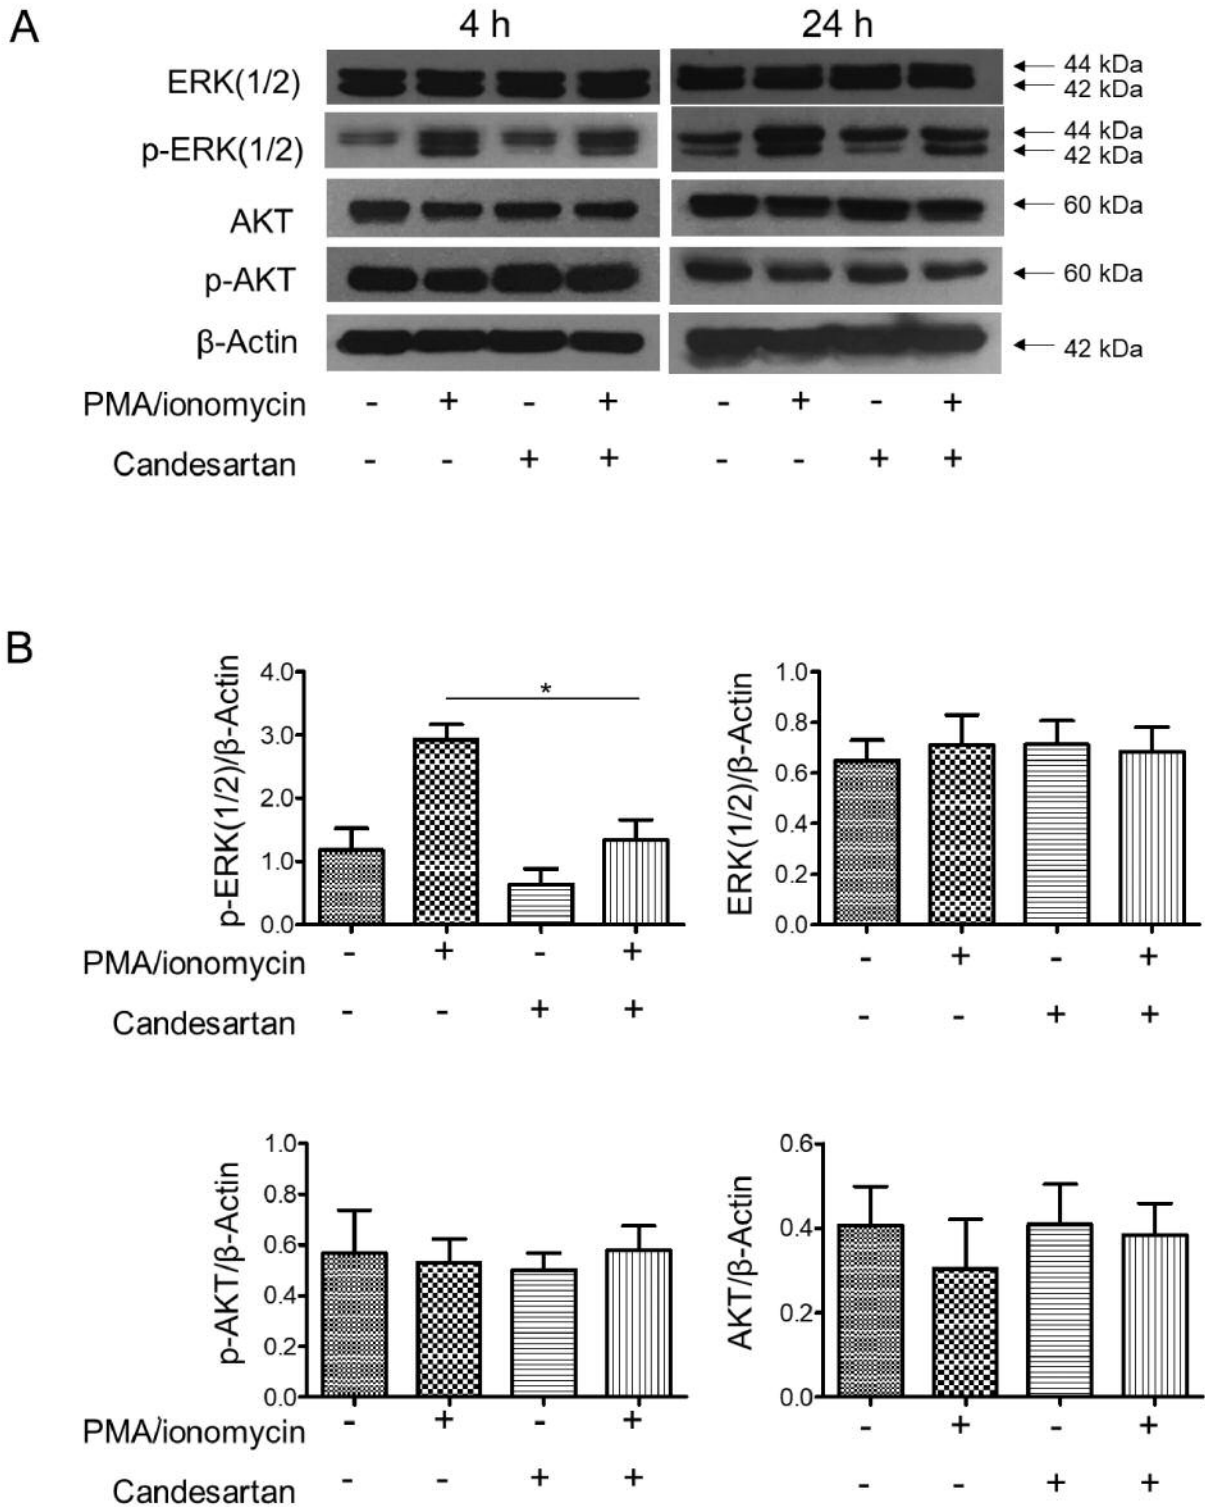 A
4 h 24 h
ERK(1/2) 44 kDa
42 kDa
p-ERK(1/2) 44 kDa
42 kDa
AKT 60 kDa
p-AKT 60 kDa
β-Actin 42 kDa
PMA/ionomycin - + - + - + - +
Candesartan - - + + - - + +
B
p-ERK(1/2)/β-Actin
4.0
3.0
2.0
1.0
0.0
*
PMA/ionomycin - + - +
Candesartan - - + +
ERK(1/2)/β-Actin
1.0
0.8
0.6
0.4
0.2
0.0
- + - +
- - + +
p-AKT/β-Actin
1.0
0.8
0.6
0.4
0.2
0.0
PMA/ionomycin - + - +
Candesartan - - + +
AKT/β-Actin
0.6
0.4
0.2
0.0
- + - +
- - + +